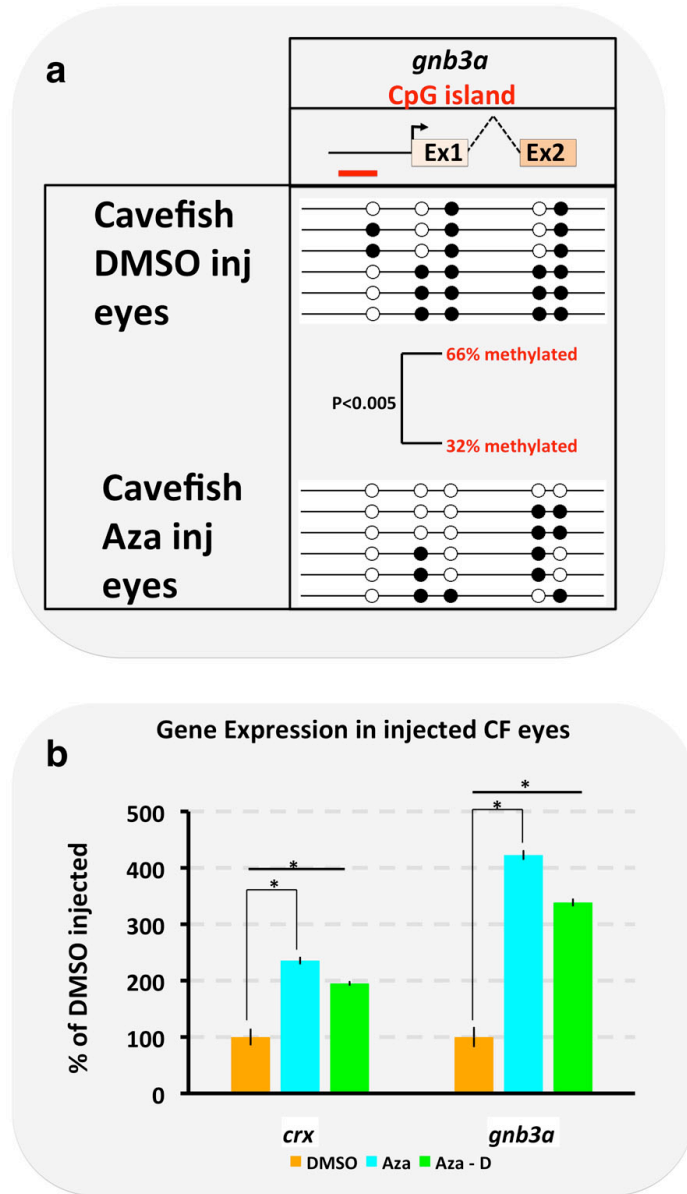 a
gnb3a
CpG island
Ex1 Ex2
Cavefish
DMSO inj
eyes
66% methylated
P<0.005
32% methylated
Cavefish
Aza inj
eyes
b
Gene Expression in injected CF eyes
% of DMSO injected
500
400
300
200
100
0
*
*
*
*
crx
gnb3a
DMSO Aza Aza - D